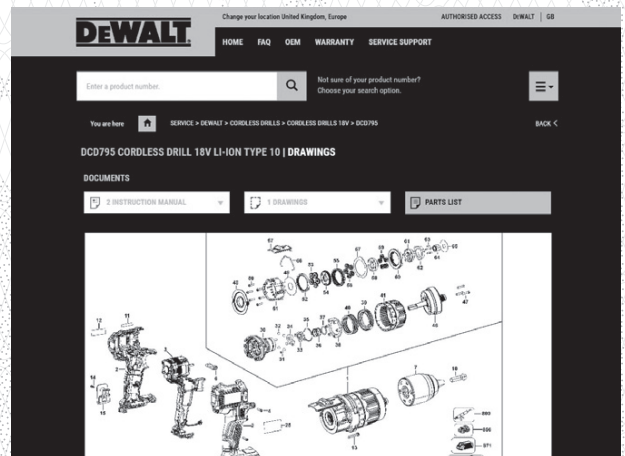 Change your location United Kingdom, Europe
AUTHORISED ACCESS DEWALT GB
DEWALT
HOME FAQ OEM WARRANTY SERVICE SUPPORT
Enter a product number.
Not sure of your product number?
Choose your search option.
You are here
SERVICE > DEWALT > CORDLESS DRILLS > CORDLESS DRILLS 18V > DCD795
BACK <
DCD795 CORDLESS DRILL 18V LI-ION TYPE 10 | DRAWINGS
DOCUMENTS
2 INSTRUCTION MANUAL
1 DRAWINGS
PARTS LIST